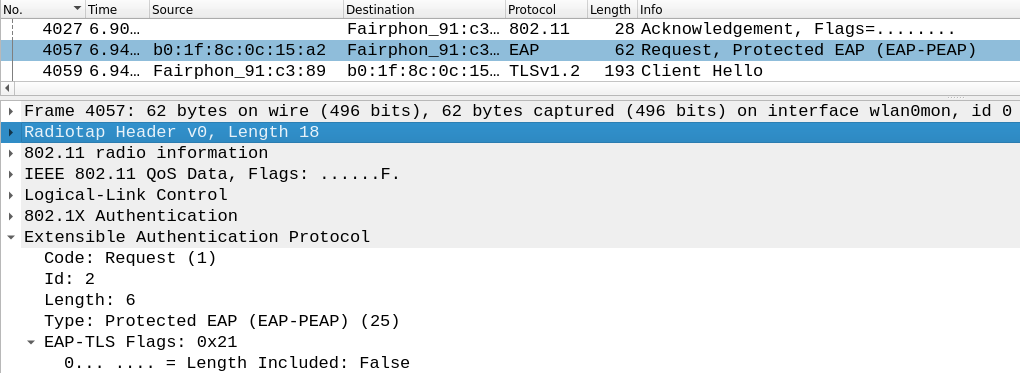 No. Time Source Destination Protocol Length Info
4027 6.90… Fairphon_91:c3… 802.11 28 Acknowledgement, Flags=........
4057 6.94… b0:1f:8c:0c:15:a2 Fairphon_91:c3… EAP 62 Request, Protected EAP (EAP-PEAP)
4059 6.94… Fairphon_91:c3:89 b0:1f:8c:0c:15… TLSv1.2 193 Client Hello
Frame 4057: 62 bytes on wire (496 bits), 62 bytes captured (496 bits) on interface wlan0mon, id 0
Radiotap Header v0, Length 18
802.11 radio information
IEEE 802.11 QoS Data, Flags: ......F.
Logical-Link Control
802.1X Authentication
Extensible Authentication Protocol
Code: Request (1)
Id: 2
Length: 6
Type: Protected EAP (EAP-PEAP) (25)
EAP-TLS Flags: 0x21
0... .... = Length Included: False